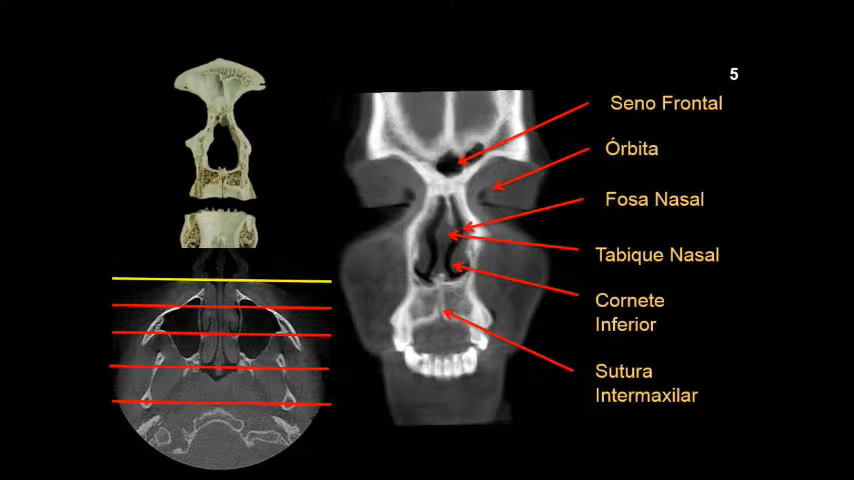 5
Seno Frontal
Órbita
Fosa Nasal
Tabique Nasal
Cornete
Inferior
Sutura
Intermaxilar